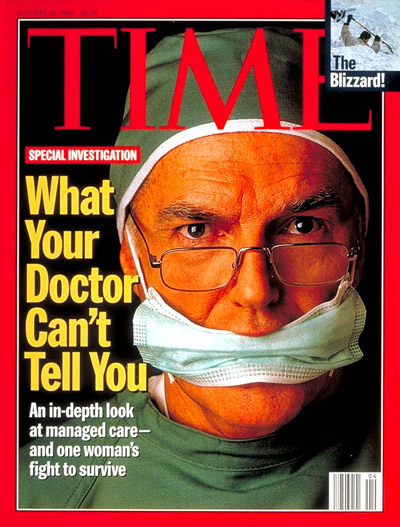 TIME
The
Blizzard!
SPECIAL INVESTIGATION
What
Your
Doctor
Can't
Tell You
An in-depth look
at managed care—
and one woman's
fight to survive
04